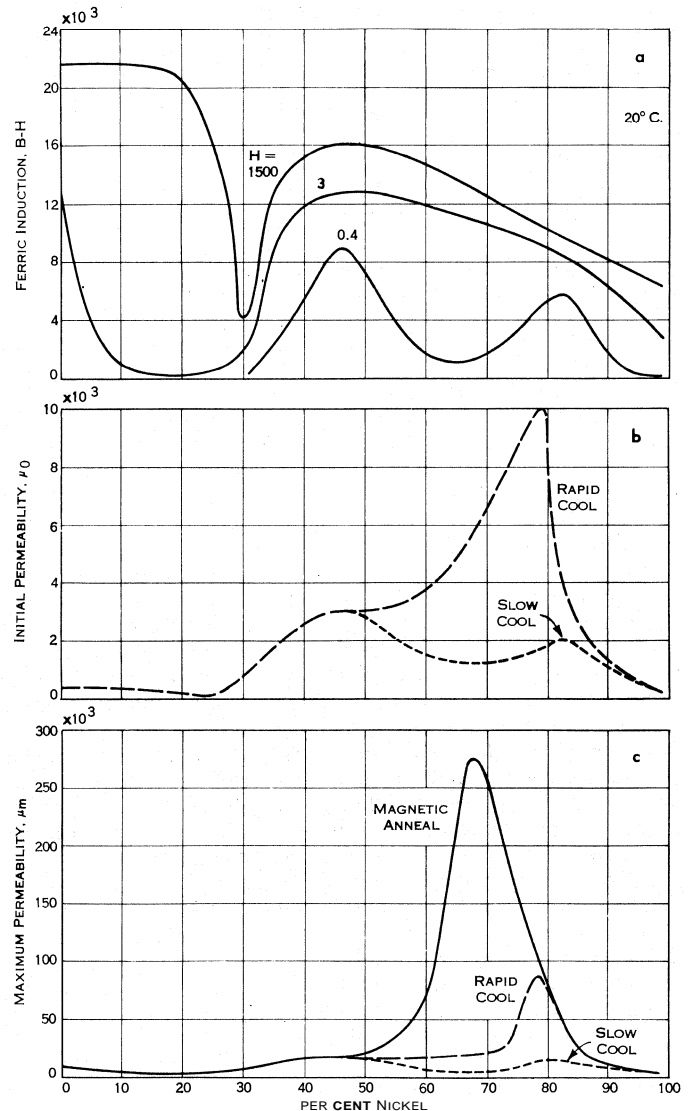 x10 3
24
20
16
12
8
4
0
FERRIC INDUCTION, B-H
a
20° C.
H =
1500
3
0.4
x10 3
10
8
6
4
2
0
INITIAL PERMEABILITY, μ0
b
RAPID
COOL
SLOW
COOL
x10 3
300
250
200
150
100
50
0
MAXIMUM PERMEABILITY, μm
c
MAGNETIC
ANNEAL
RAPID
COOL
SLOW
COOL
0 10 20 30 40 50 60 70 80 90 100
PER CENT NICKEL